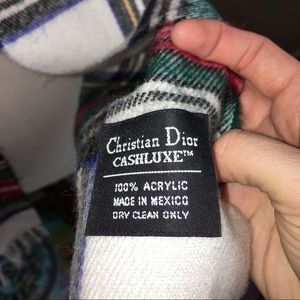 Christian Dior
CASHLUXE™
100% ACRYLIC
MADE IN MEXICO
DRY CLEAN ONLY